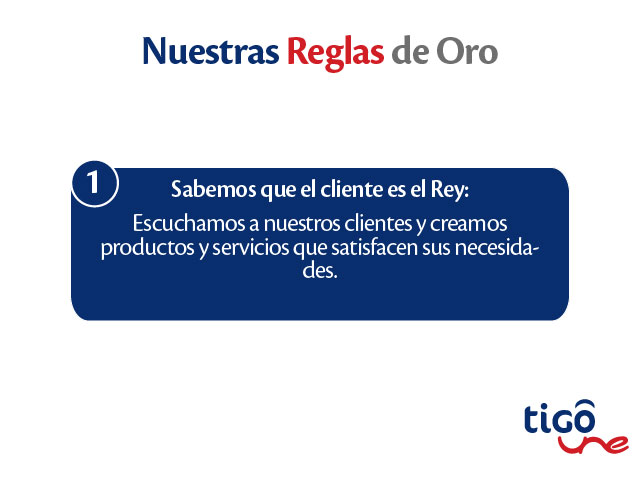 Nuestras Reglas de Oro
1
Sabemos que el cliente es el Rey:
Escuchamos a nuestros clientes y creamos
productos y servicios que satisfacen sus necesida-
des.
tigô
une